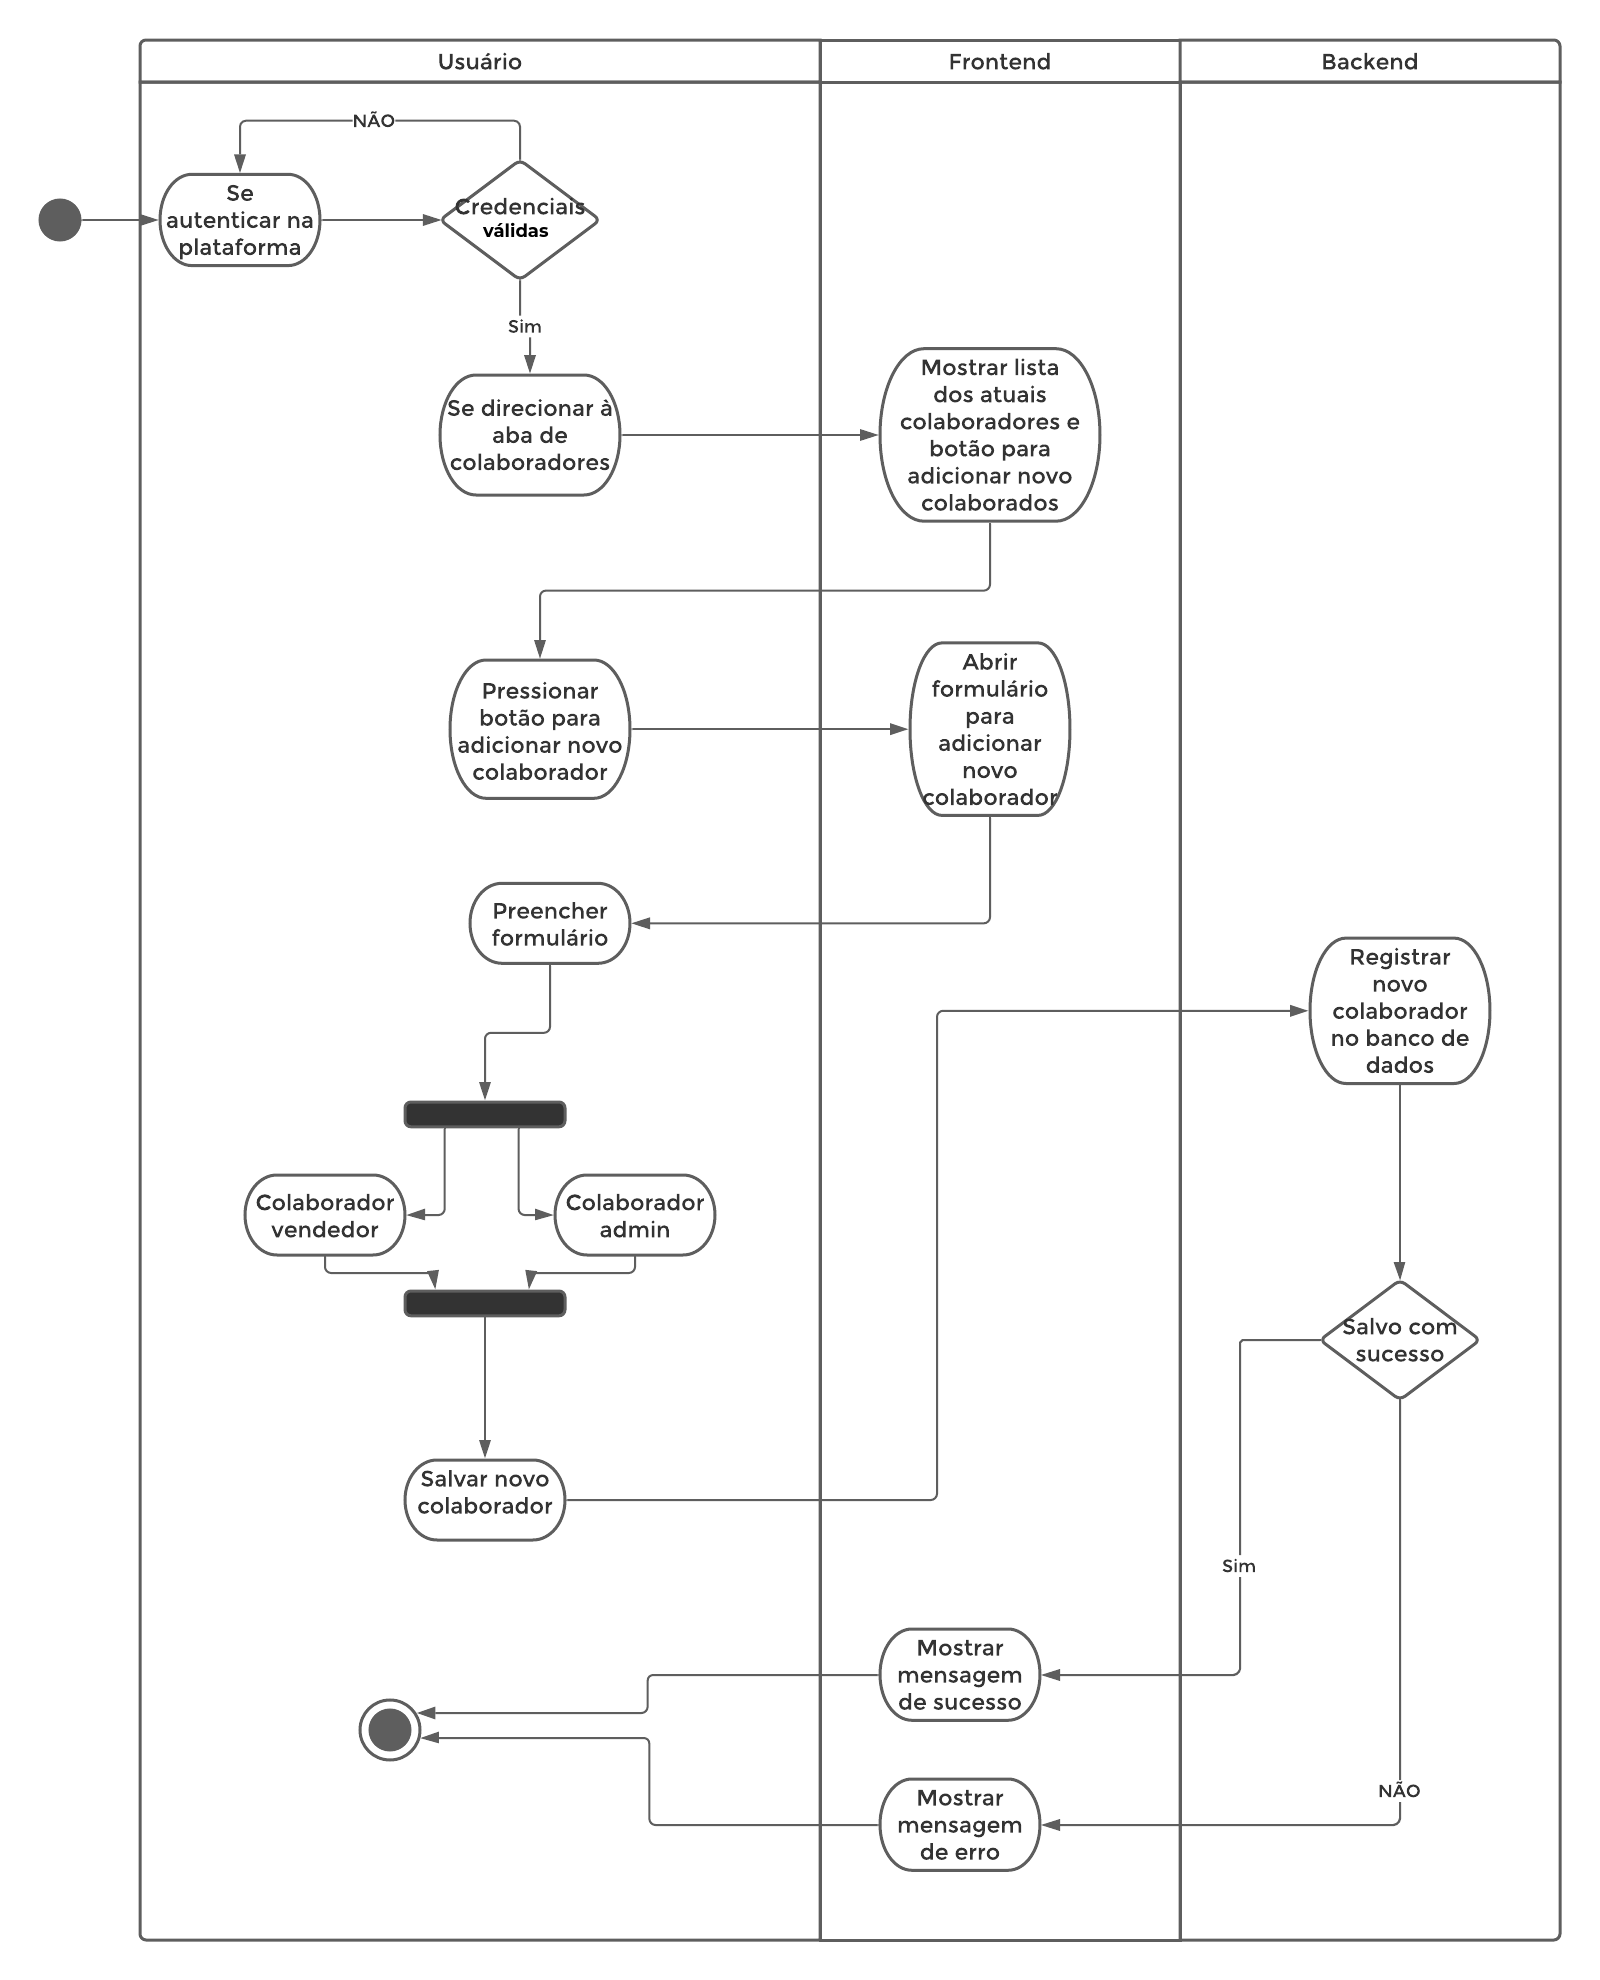 Usuário
Frontend
Backend
NÃO
Se
autenticar na
plataforma
Credenciais
válidas
Sim
Se direcionar à
aba de
colaboradores
Mostrar lista
dos atuais
colaboradores e
botão para
adicionar novo
colaborados
Pressionar
botão para
adicionar novo
colaborador
Abrir
formulário
para
adicionar
novo
colaborador
Preencher
formulário
Registrar
novo
colaborador
no banco de
dados
Colaborador
vendedor
Colaborador
admin
Salvo com
sucesso
Salvar novo
colaborador
Sim
Mostrar
mensagem
de sucesso
NÃO
Mostrar
mensagem
de erro